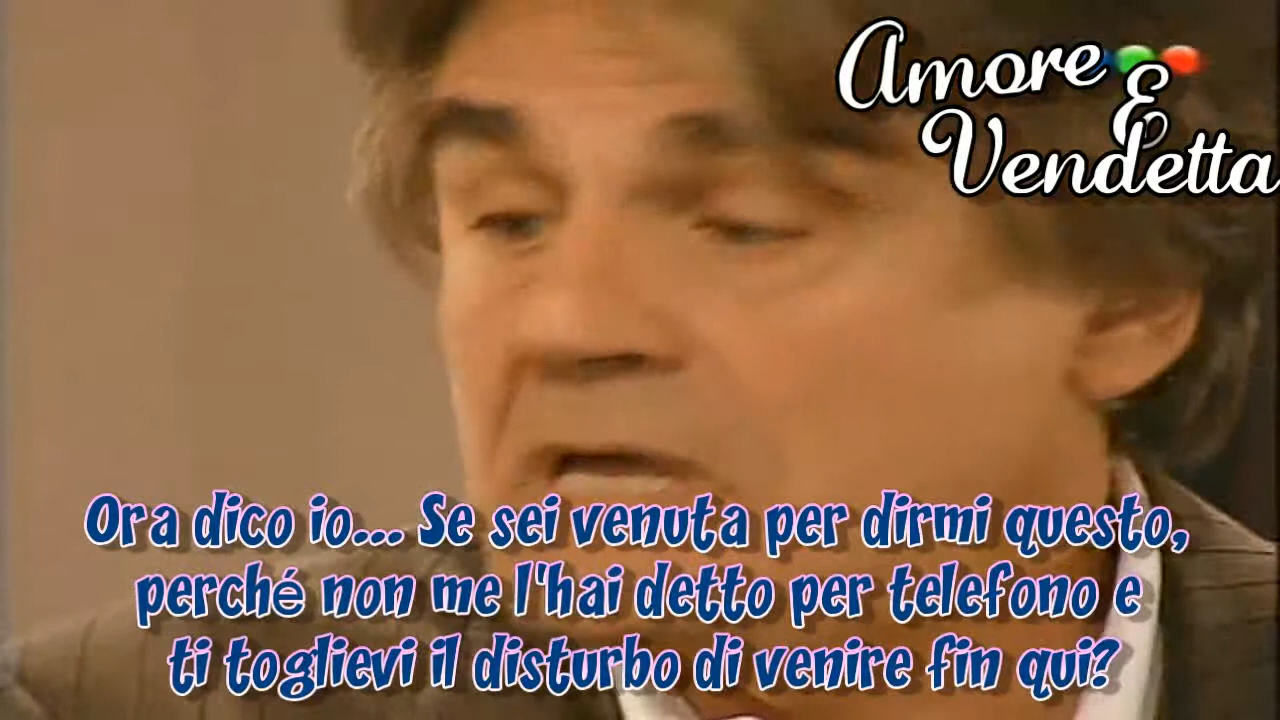 Amore
E
Vendetta
Ora dico io... Se sei venuta per dirmi questo,
perché non me l'hai detto per telefono e
ti toglievi il disturbo di venire fin qui?